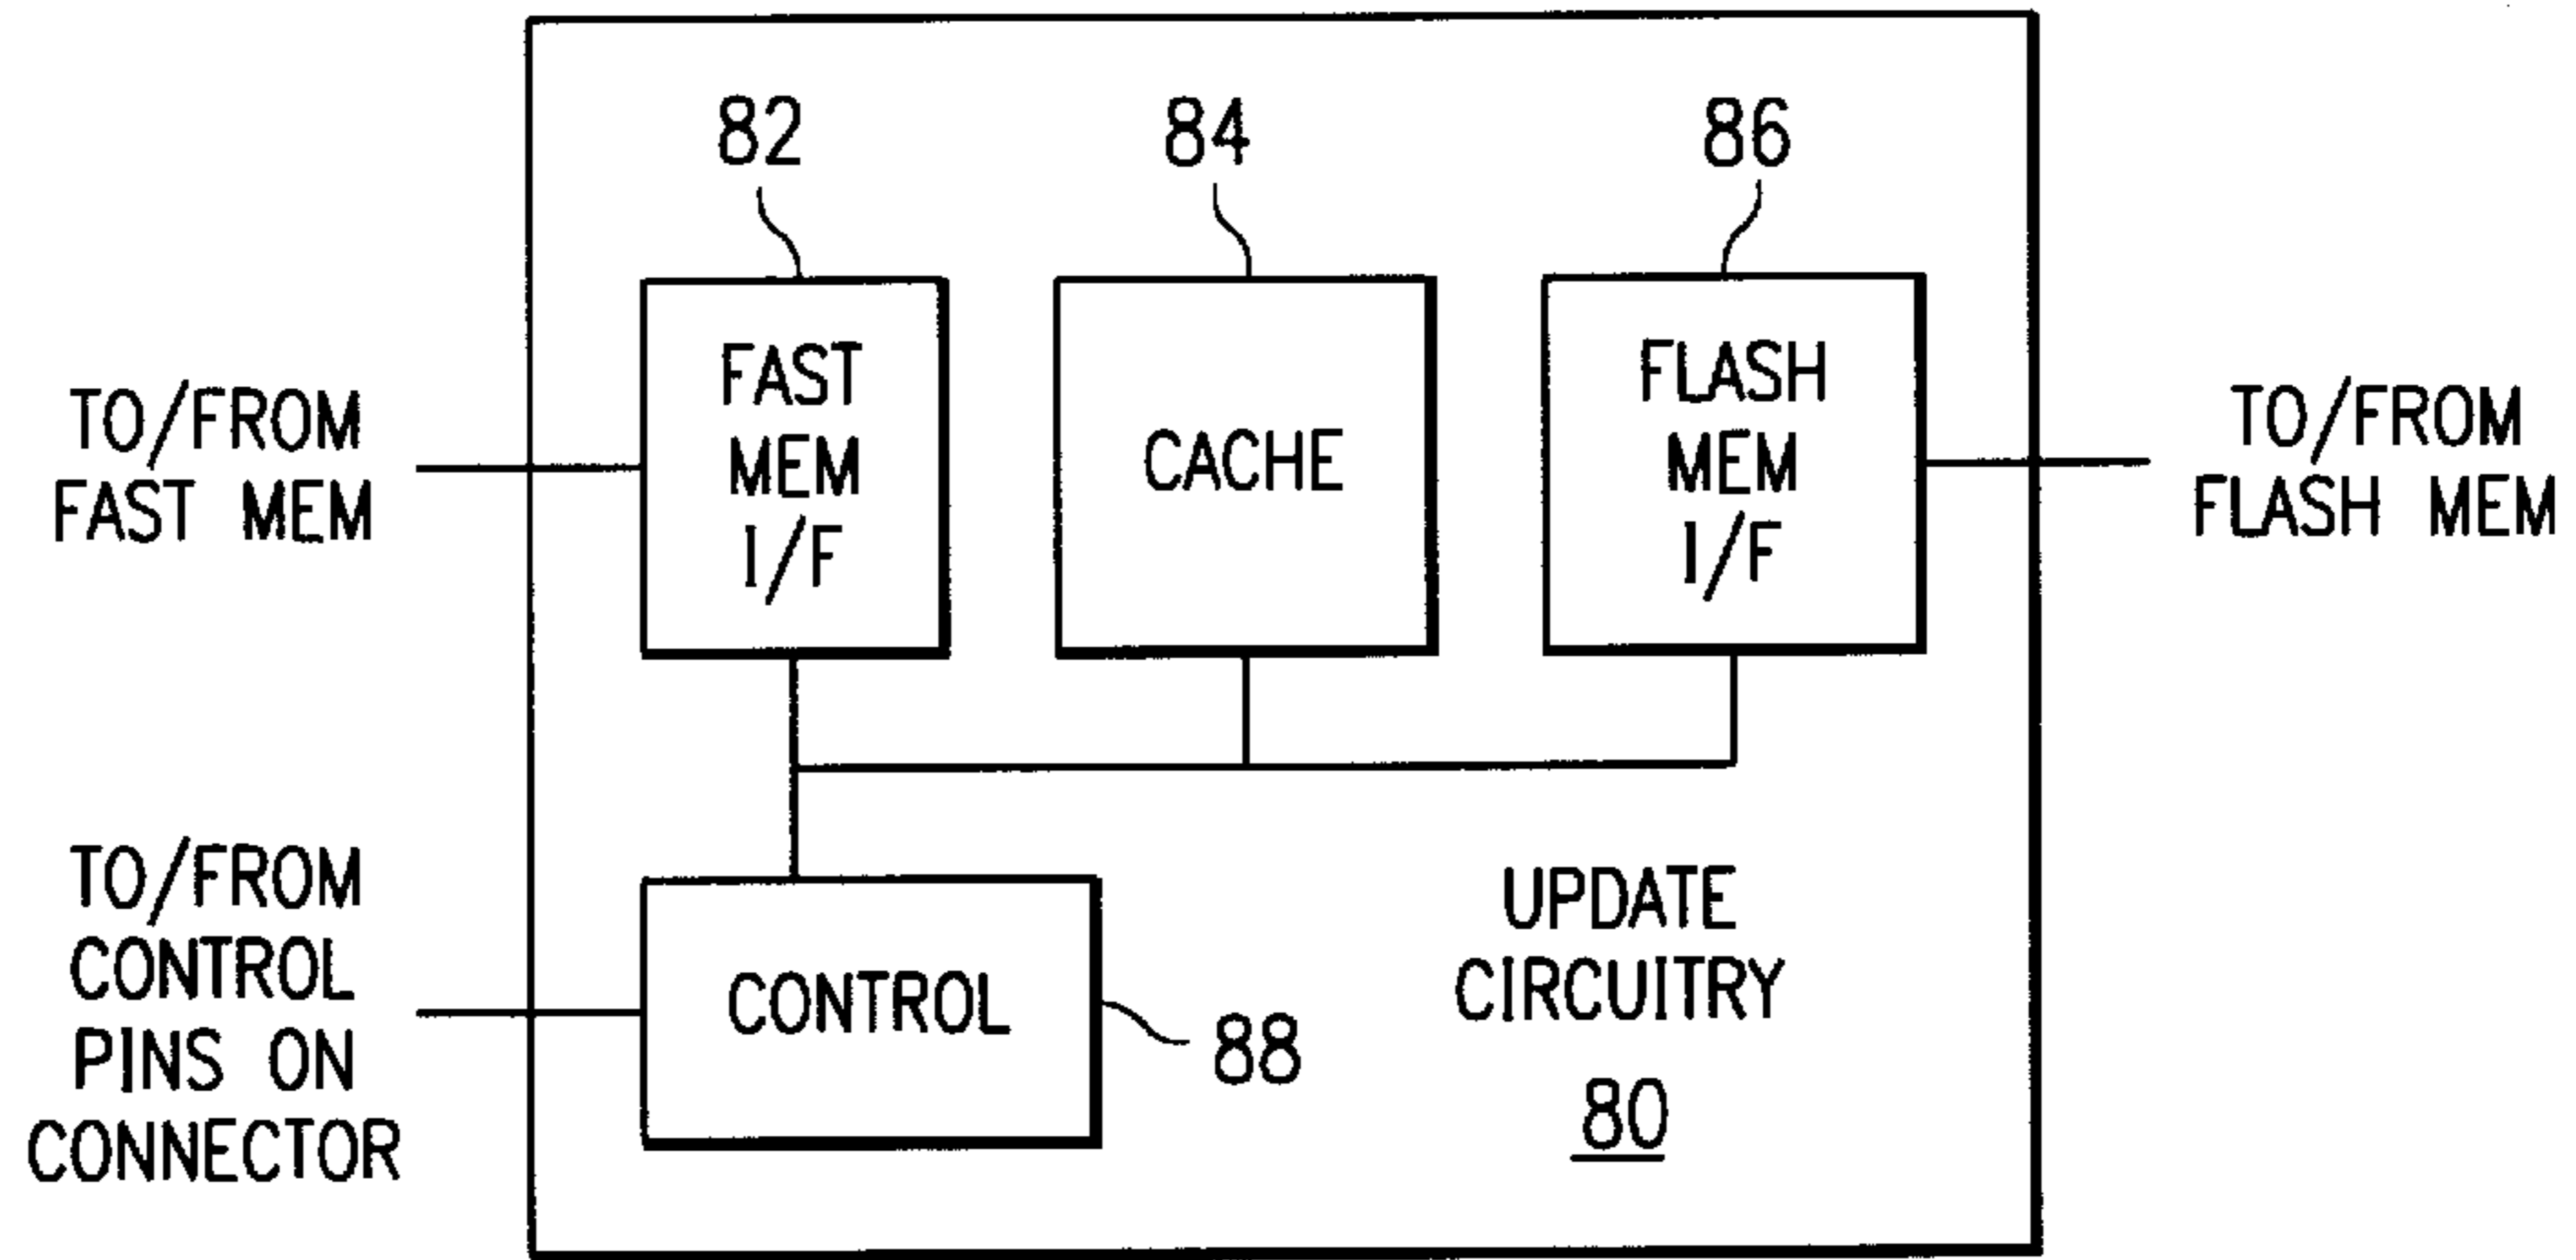 82
84
86
FAST
MEM
I/F
CACHE
FLASH
MEM
I/F
TO/FROM
FAST MEM
TO/FROM
FLASH MEM
TO/FROM
CONTROL
PINS ON
CONNECTOR
CONTROL
88
UPDATE
CIRCUITRY
80